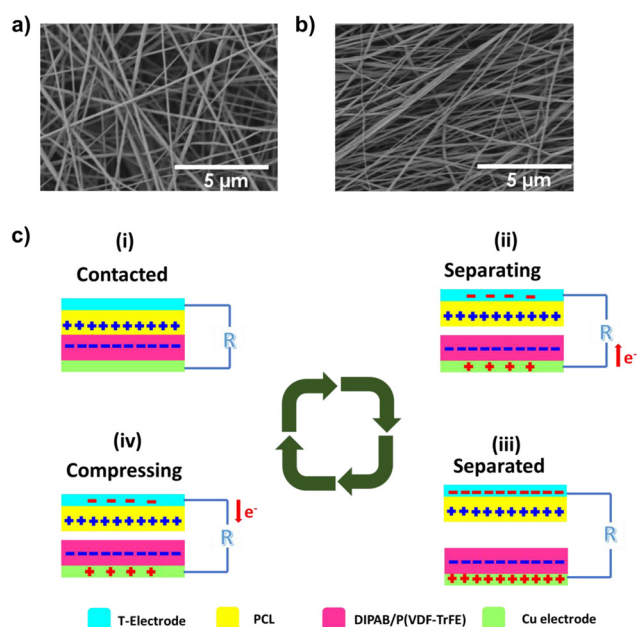 a)
b)
5 µm
5 µm
c)
(i)
Contacted
+ + + + + + + + +
- - - - - - - - - -
R
(ii)
Separating
- - - -
+ + + + + + + + +
- - - - - - - - - -
+ + + +
R
e⁻
(iv)
Compressing
- - - -
+ + + + + + + + +
- - - - - - - - - -
+ + + +
R
e⁻
(iii)
Separated
- - - - - - - - - -
+ + + + + + + + +
- - - - - - - - - -
+ + + + + + + + +
R
T-Electrode
PCL
DIPAB/P(VDF-TrFE)
Cu electrode